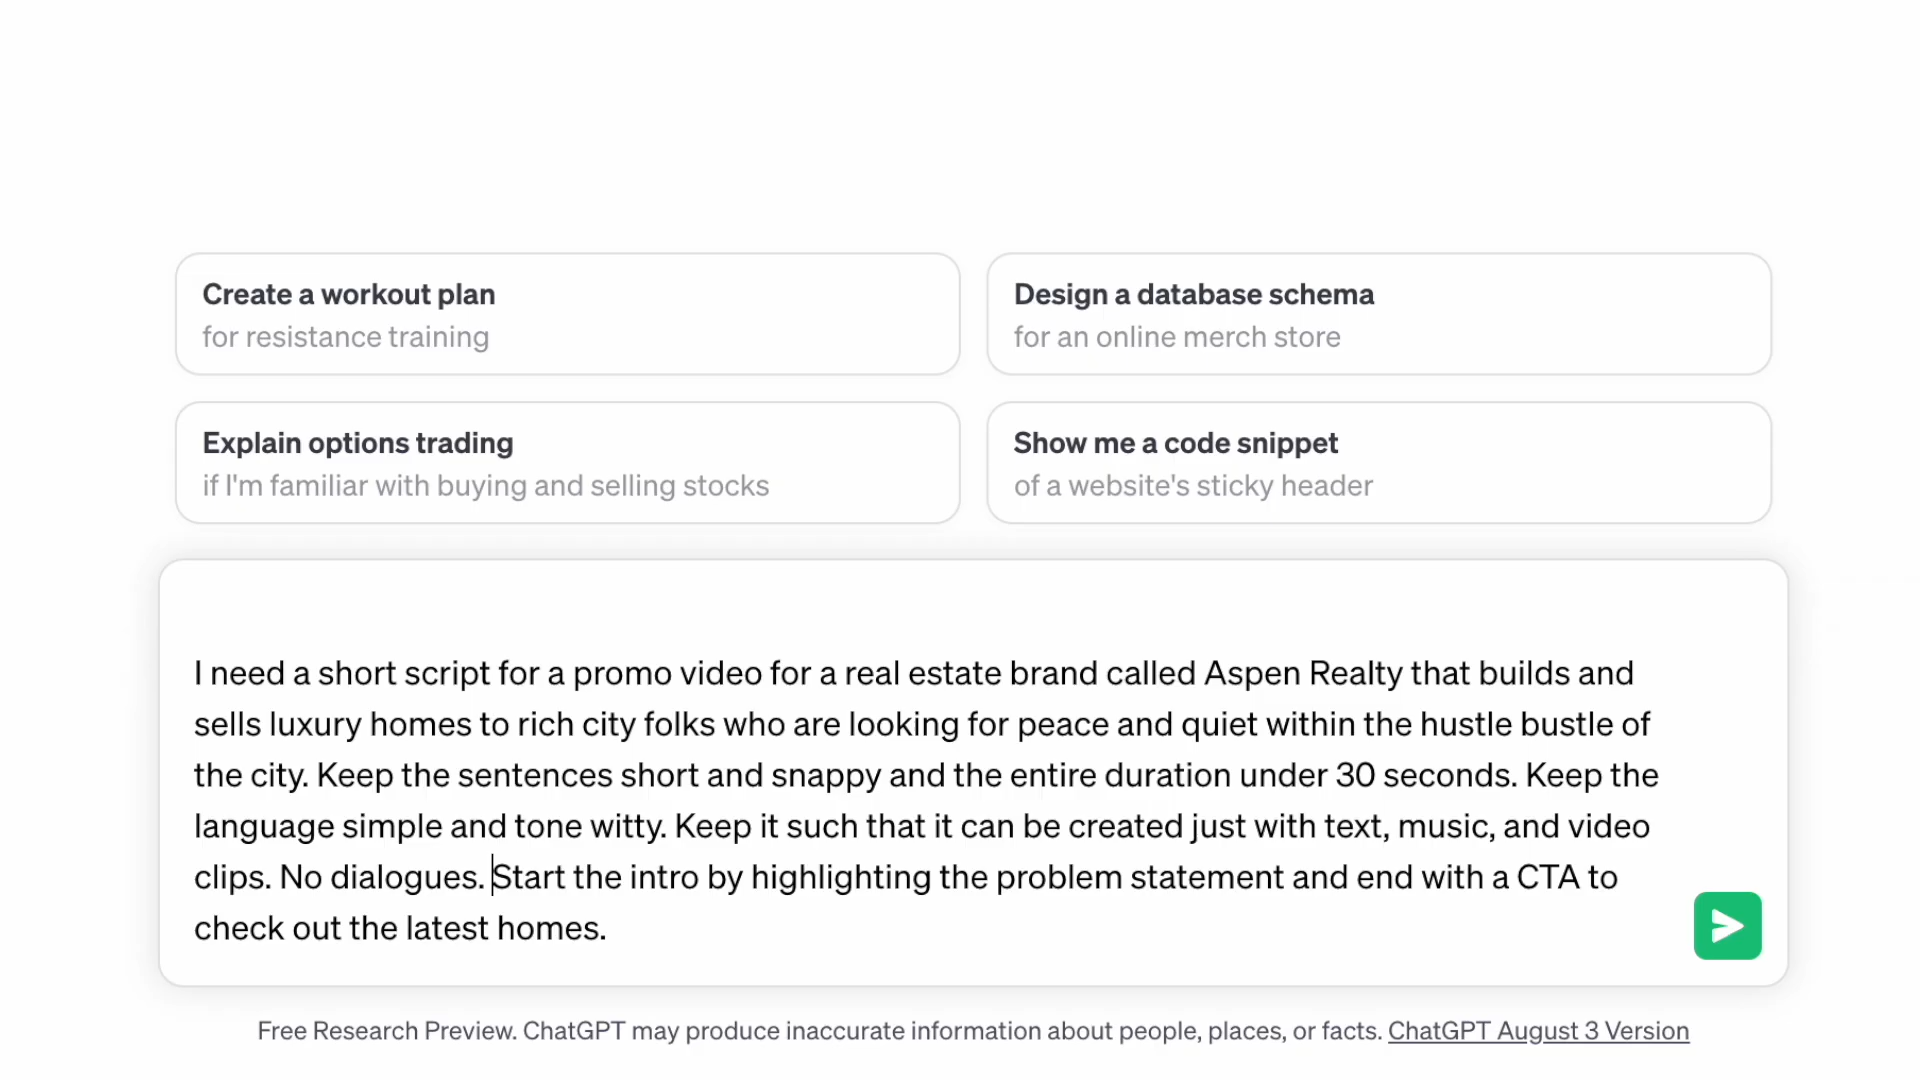 Create a workout plan
for resistance training
Design a database schema
for an online merch store
Explain options trading
if I'm familiar with buying and selling stocks
Show me a code snippet
of a website's sticky header
I need a short script for a promo video for a real estate brand called Aspen Realty that builds and
sells luxury homes to rich city folks who are looking for peace and quiet within the hustle bustle of
the city. Keep the sentences short and snappy and the entire duration under 30 seconds. Keep the
language simple and tone witty. Keep it such that it can be created just with text, music, and video
clips. No dialogues. Start the intro by highlighting the problem statement and end with a CTA to
check out the latest homes.
Free Research Preview. ChatGPT may produce inaccurate information about people, places, or facts. ChatGPT August 3 Version